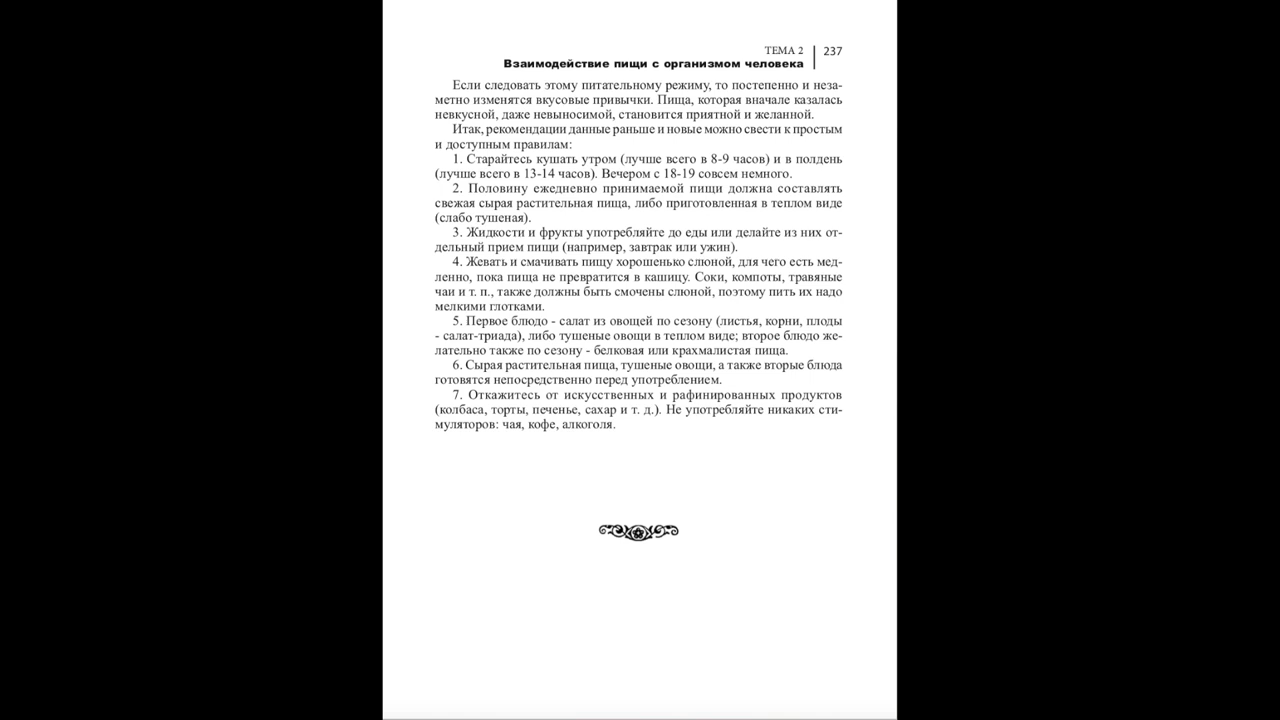 ТЕМА 2
237
Взаимодействие пищи с организмом человека
Если следовать этому питательному режиму, то постепенно и неза-
метно изменятся вкусовые привычки. Пища, которая вначале казалась
невкусной, даже невыносимой, становится приятной и желанной.
Итак, рекомендации данные раньше и новые можно свести к простым
и доступным правилам:
1. Старайтесь кушать утром (лучше всего в 8-9 часов) и в полдень
(лучше всего в 13-14 часов). Вечером с 18-19 совсем немного.
2. Половину ежедневно принимаемой пищи должна составлять
свежая сырая растительная пища, либо приготовленная в теплом виде
(слабо тушеная).
3. Жидкости и фрукты употребляйте до еды или делайте из них от-
дельный прием пищи (например, завтрак или ужин).
4. Жевать и смачивать пищу хорошенько слюной, для чего есть мед-
ленно, пока пища не превратится в кашицу. Соки, компоты, травяные
чаи и т. п., также должны быть смочены слюной, поэтому пить их надо
мелкими глотками.
5. Первое блюдо - салат из овощей по сезону (листья, корни, плоды
- салат-триада), либо тушеные овощи в теплом виде; второе блюдо же-
лательно также по сезону - белковая или крахмалистая пища.
6. Сырая растительная пища, тушеные овощи, а также вторые блюда
готовятся непосредственно перед употреблением.
7. Откажитесь от искусственных и рафинированных продуктов
(колбаса, торты, печенье, сахар и т. д.). Не употребляйте никаких сти-
муляторов: чая, кофе, алкоголя.